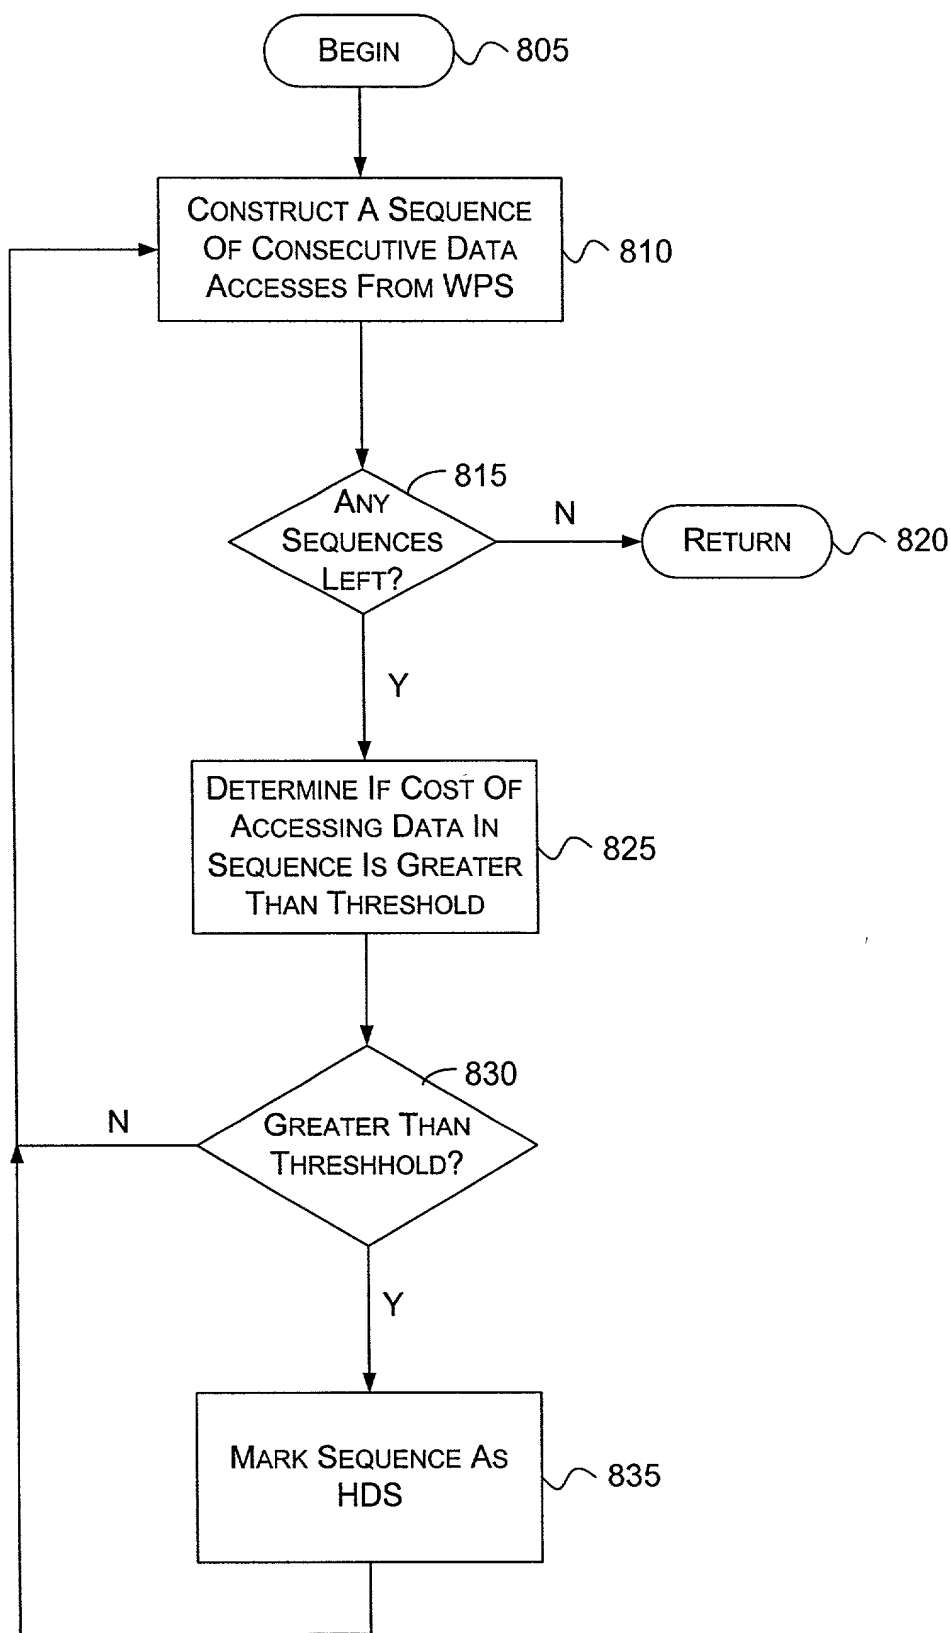 BEGIN
805
CONSTRUCT A SEQUENCE
OF CONSECUTIVE DATA
ACCESSES FROM WPS
810
815
ANY
SEQUENCES
LEFT?
N
RETURN
820
Y
DETERMINE IF COST OF
ACCESSING DATA IN
SEQUENCE IS GREATER
THAN THRESHOLD
825
830
N
GREATER THAN
THRESHHOLD?
Y
MARK SEQUENCE AS
HDS
835